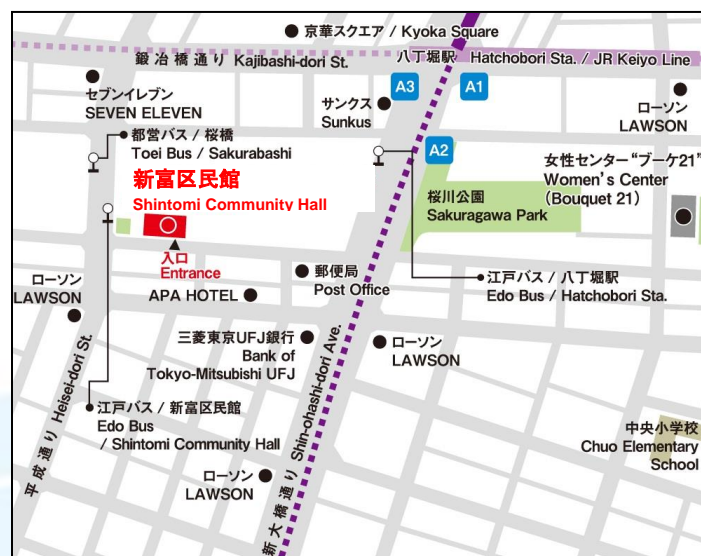 京華スクエア / Kyoka Square
八丁堀駅 Hatchobori Sta. / JR Keiyo Line
鍛冶橋通り Kajibashi-dori St.
セブンイレブン
SEVEN ELEVEN
サンクス
Sunkus
A3
A1
ローソン
LAWSON
都営バス / 桜橋
Toei Bus / Sakurabashi
A2
女性センター“ブーケ21”
Women's Center
(Bouquet 21)
新富区民館
Shintomi Community Hall
桜川公園
Sakuragawa Park
入口
Entrance
郵便局
Post Office
江戸バス / 八丁堀駅
Edo Bus / Hatchobori Sta.
ローソン
LAWSON
APA HOTEL
三菱東京UFJ銀行
Bank of
Tokyo-Mitsubishi UFJ
ローソン
LAWSON
江戸バス / 新富区民館
Edo Bus
/ Shintomi Community Hall
中央小学校
Chuo Elementary
School
ローソン
LAWSON
平成通り Heisei-dori St.
新大橋通り Shin-ohashi-dori Ave.